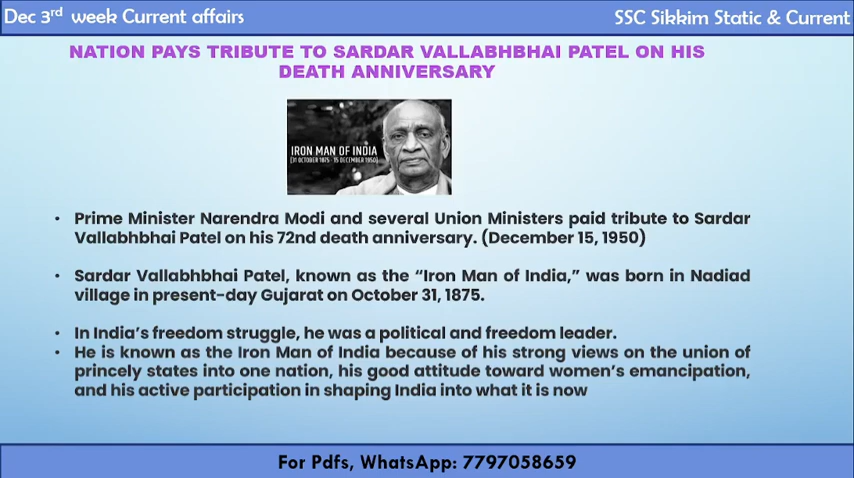 Dec 3rd week Current affairs
SSC Sikkim Static & Current
NATION PAYS TRIBUTE TO SARDAR VALLABHBHAI PATEL ON HIS
DEATH ANNIVERSARY
IRON MAN OF INDIA
(31 OCTOBER 1875 - 15 DECEMBER 1950)
• Prime Minister Narendra Modi and several Union Ministers paid tribute to Sardar
Vallabhbhai Patel on his 72nd death anniversary. (December 15, 1950)
• Sardar Vallabhbhai Patel, known as the “Iron Man of India,” was born in Nadiad
village in present-day Gujarat on October 31, 1875.
• In India’s freedom struggle, he was a political and freedom leader.
• He is known as the Iron Man of India because of his strong views on the union of
princely states into one nation, his good attitude toward women’s emancipation,
and his active participation in shaping India into what it is now
For Pdfs, WhatsApp: 7797058659